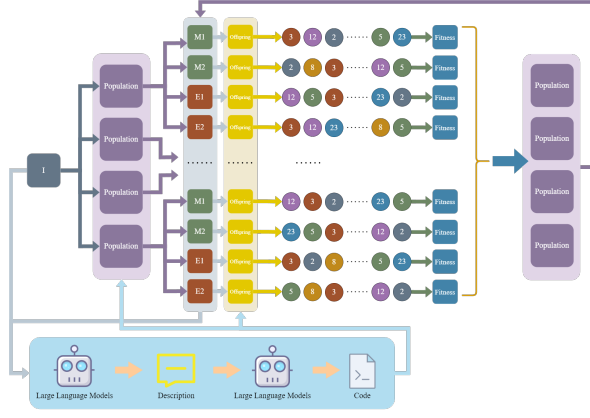 M1 Offspring 3 12 2 ······ 5 23 Fitness
M2 Offspring 2 8 3 ······ 12 5 Fitness
Population
E1 Offspring 12 5 3 ······ 23 2 Fitness
Population
E2 Offspring 3 12 23 ······ 8 5 Fitness
Population
Population
······ ······ ······
I
Population
Population
M1 Offspring 12 3 2 ······ 23 5 Fitness
M2 Offspring 23 5 3 ······ 12 2 Fitness
Population
Population
E1 Offspring 3 2 8 ······ 5 23 Fitness
E2 Offspring 5 8 3 ······ 12 2 Fitness
Large Language Models Description Large Language Models Code